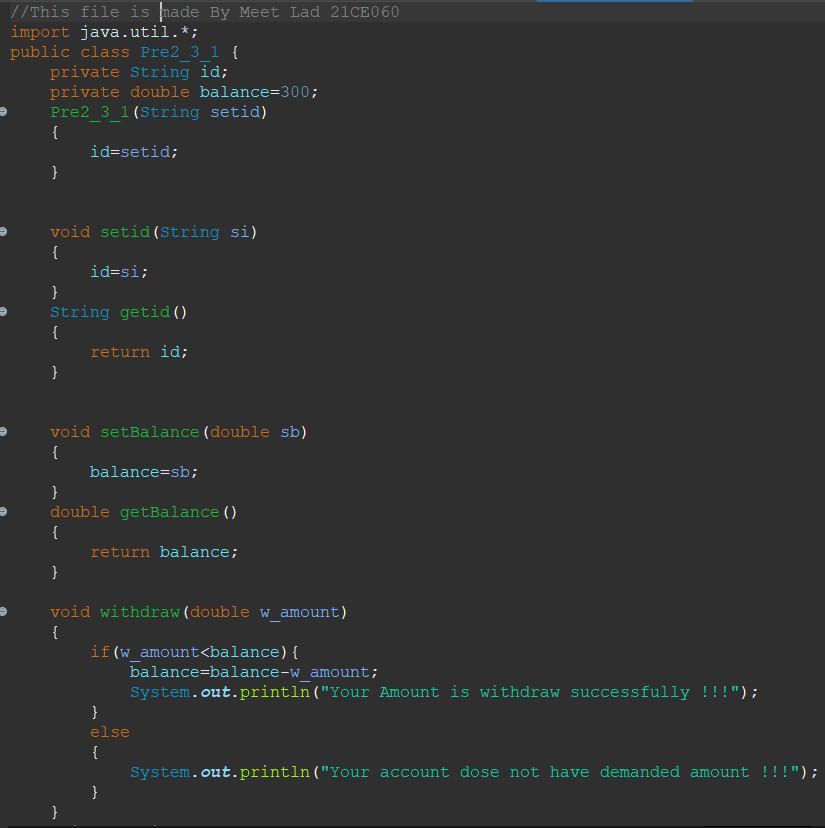 //This file is made By Meet Lad 21CE060
import java.util.*;
public class Pre2_3_1 {
    private String id;
    private double balance=300;
    Pre2_3_1(String setid)
    {
        id=setid;
    }
    void setid(String si)
    {
        id=si;
    }
    String getid()
    {
        return id;
    }
    void setBalance(double sb)
    {
        balance=sb;
    }
    double getBalance()
    {
        return balance;
    }
    void withdraw(double w_amount)
    {
        if(w_amount<balance){
            balance=balance-w_amount;
            System.out.println("Your Amount is withdraw successfully !!!");
        }
        else
        {
            System.out.println("Your account dose not have demanded amount !!!");
        }
    }